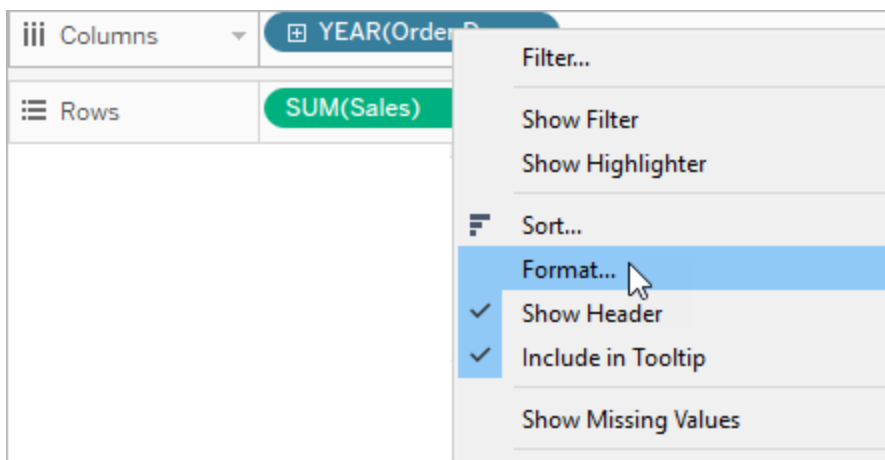 Columns
YEAR(Order
Rows
SUM(Sales)
Filter...
Show Filter
Show Highlighter
Sort...
Format...
Show Header
Include in Tooltip
Show Missing Values